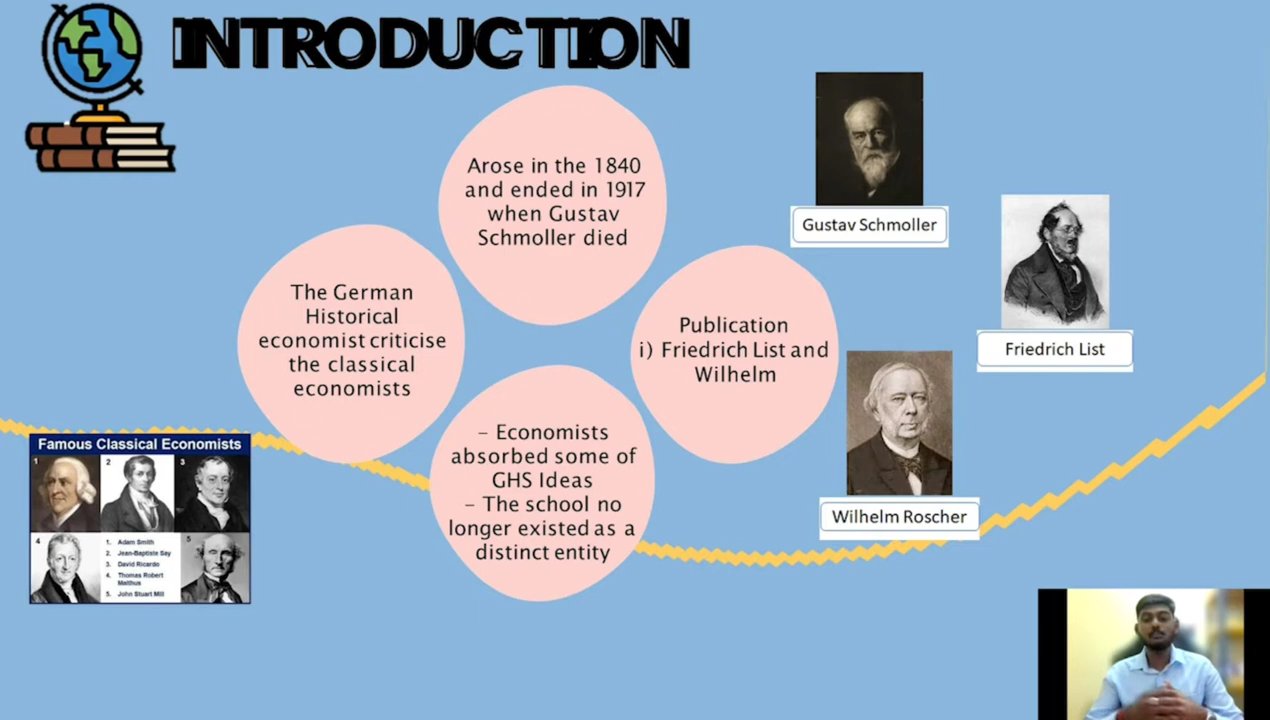 INTRODUCTION
Arose in the 1840
and ended in 1917
when Gustav
Schmoller died
The German
Historical
economist criticise
the classical
economists
Publication
i) Friedrich List and
Wilhelm
- Economists
absorbed some of
GHS Ideas
- The school no
longer existed as a
distinct entity
Gustav Schmoller
Friedrich List
Wilhelm Roscher
Famous Classical Economists
1
2
3
4
5
1. Adam Smith
2. Jean-Baptiste Say
3. David Ricardo
4. Thomas Robert
Malthus
5. John Stuart Mill